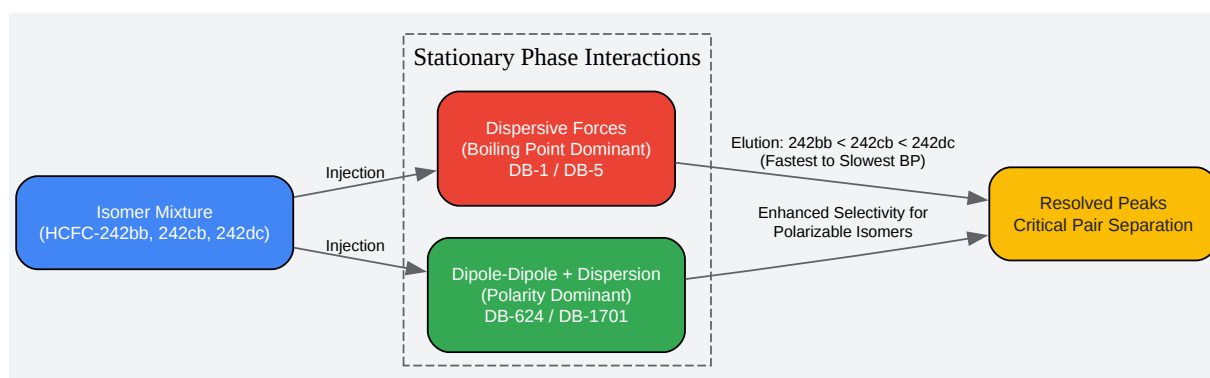 Stationary Phase Interactions
Isomer Mixture
(HCFC-242bb, 242cb, 242dc)
Injection
Injection
Dispersive Forces
(Boiling Point Dominant)
DB-1 / DB-5
Dipole-Dipole + Dispersion
(Polarity Dominant)
DB-624 / DB-1701
Elution: 242bb < 242cb < 242dc
(Fastest to Slowest BP)
Enhanced Selectivity for
Polarizable Isomers
Resolved Peaks
Critical Pair Separation